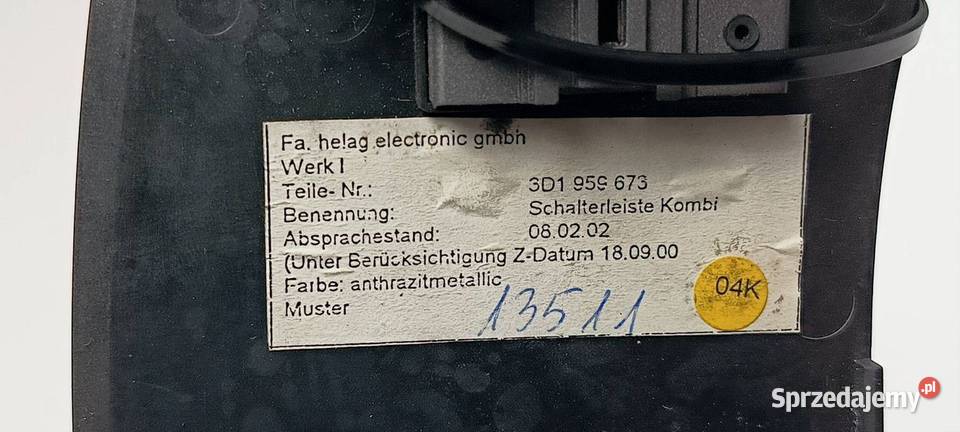 Fa. helag electronic gmbh
Werk I
Teile- Nr.: 3D1 959 673
Benennung: Schalterleiste Kombi
Absprachestand: 08.02.02
(Unter Berücksichtigung Z-Datum 18.09.00
Farbe: anthrazitmetallic
Muster
13511
04K
Sprzedajemy.pl